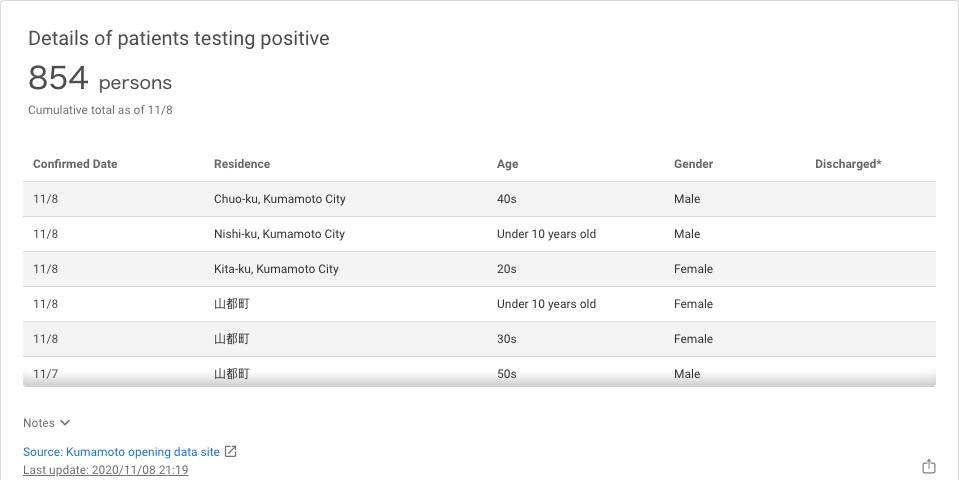 Details of patients testing positive
854 persons
Cumulative total as of 11/8
Confirmed Date Residence Age Gender Discharged*
11/8 Chuo-ku, Kumamoto City 40s Male
11/8 Nishi-ku, Kumamoto City Under 10 years old Male
11/8 Kita-ku, Kumamoto City 20s Female
11/8 山都町 Under 10 years old Female
11/8 山都町 30s Female
11/7 山都町 50s Male
Notes
Source: Kumamoto opening data site
Last update: 2020/11/08 21:19